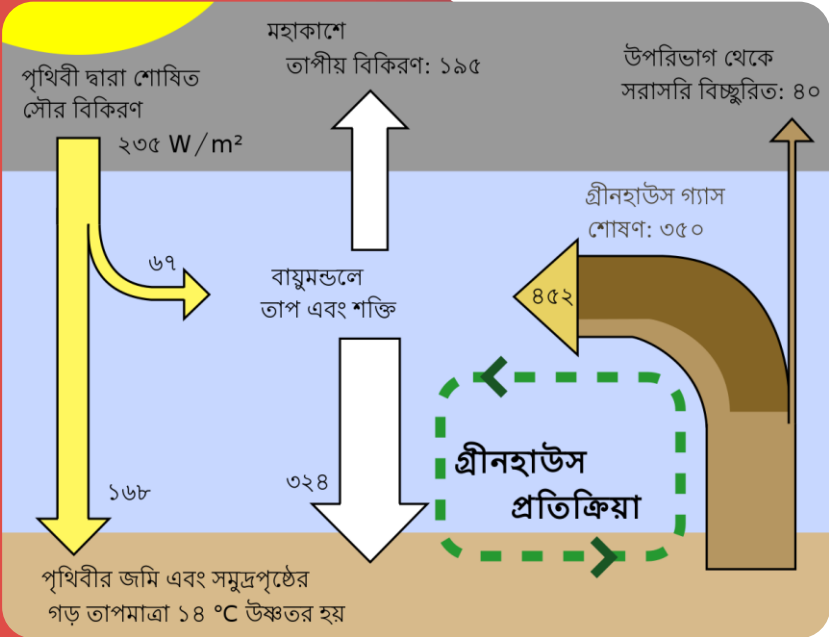 মহাকাশে
তাপীয় বিকিরণ: ১৯৫
উপরিভাগ থেকে
সরাসরি বিচ্ছুরিত: ৪০
পৃথিবী দ্বারা শোষিত
সৌর বিকিরণ
২৩৫ W/m²
গ্রীনহাউস গ্যাস
শোষণ: ৩৫০
৬৭
বায়ুমন্ডলে
তাপ এবং শক্তি
৪৫২
গ্রীনহাউস
প্রতিক্রিয়া
৩২৪
১৬৮
পৃথিবীর জমি এবং সমুদ্রপৃষ্ঠের
গড় তাপমাত্রা ১৪ °C উষ্ণতর হয়